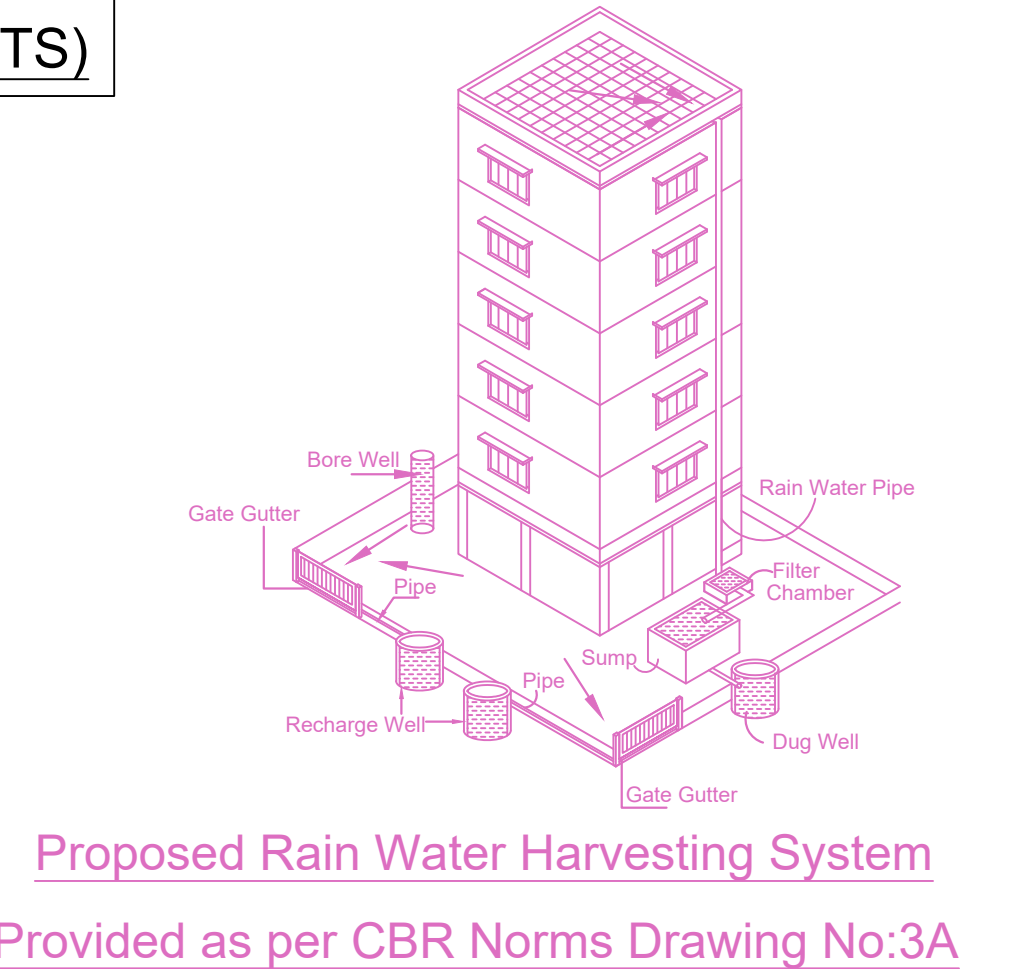 TS)
Bore Well
Rain Water Pipe
Gate Gutter
Filter
Chamber
Pipe
Sump
Pipe
Recharge Well
Dug Well
Gate Gutter
Proposed Rain Water Harvesting System
Provided as per CBR Norms Drawing No:3A